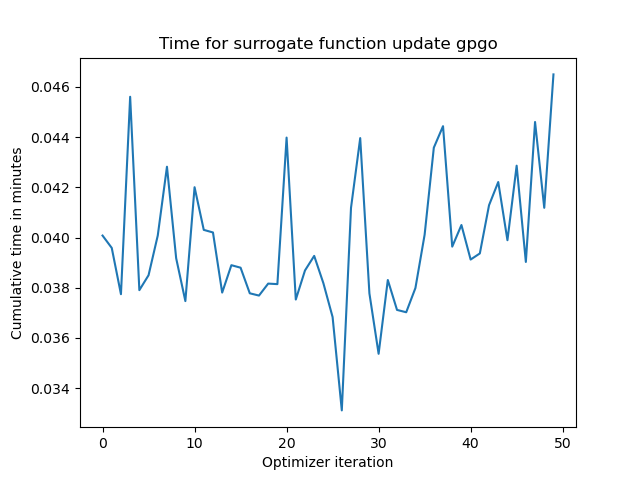 Time for surrogate function update gpgo
Cumulative time in minutes
0.046
0.044
0.042
0.040
0.038
0.036
0.034
0 10 20 30 40 50
Optimizer iteration